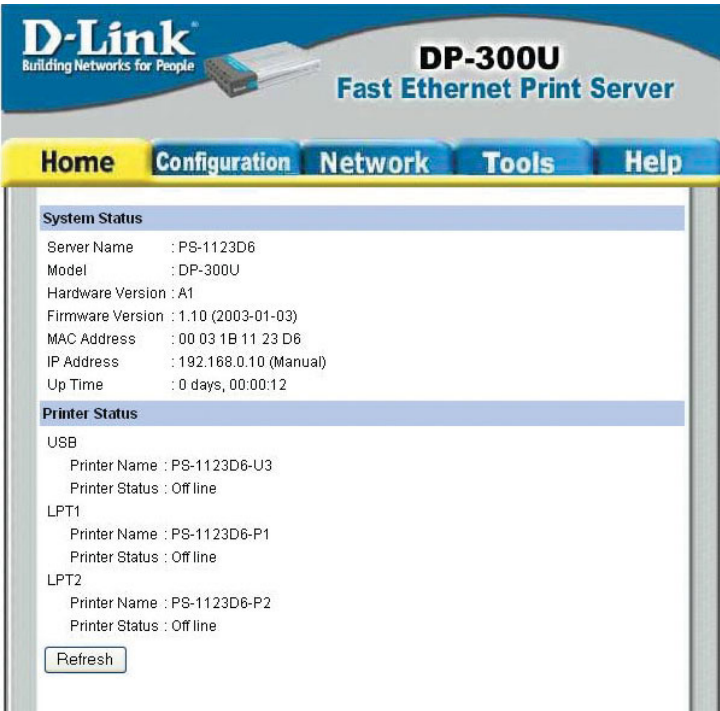 D-Link
Building Networks for People
DP-300U
Fast Ethernet Print Server
Home Configuration Network Tools Help
System Status
Server Name : PS-1123D6
Model : DP-300U
Hardware Version : A1
Firmware Version : 1.10 (2003-01-03)
MAC Address : 00 03 1B 11 23 D6
IP Address : 192.168.0.10 (Manual)
Up Time : 0 days, 00:00:12
Printer Status
USB
Printer Name : PS-1123D6-U3
Printer Status : Off line
LPT1
Printer Name : PS-1123D6-P1
Printer Status : Off line
LPT2
Printer Name : PS-1123D6-P2
Printer Status : Off line
Refresh